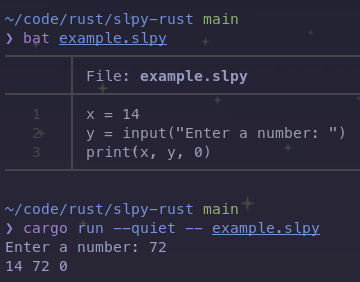 ~/code/rust/slpy-rust main
❯ bat example.slpy
File: example.slpy
1 x = 14
2 y = input("Enter a number: ")
3 print(x, y, 0)
~/code/rust/slpy-rust main
❯ cargo run --quiet -- example.slpy
Enter a number: 72
14 72 0